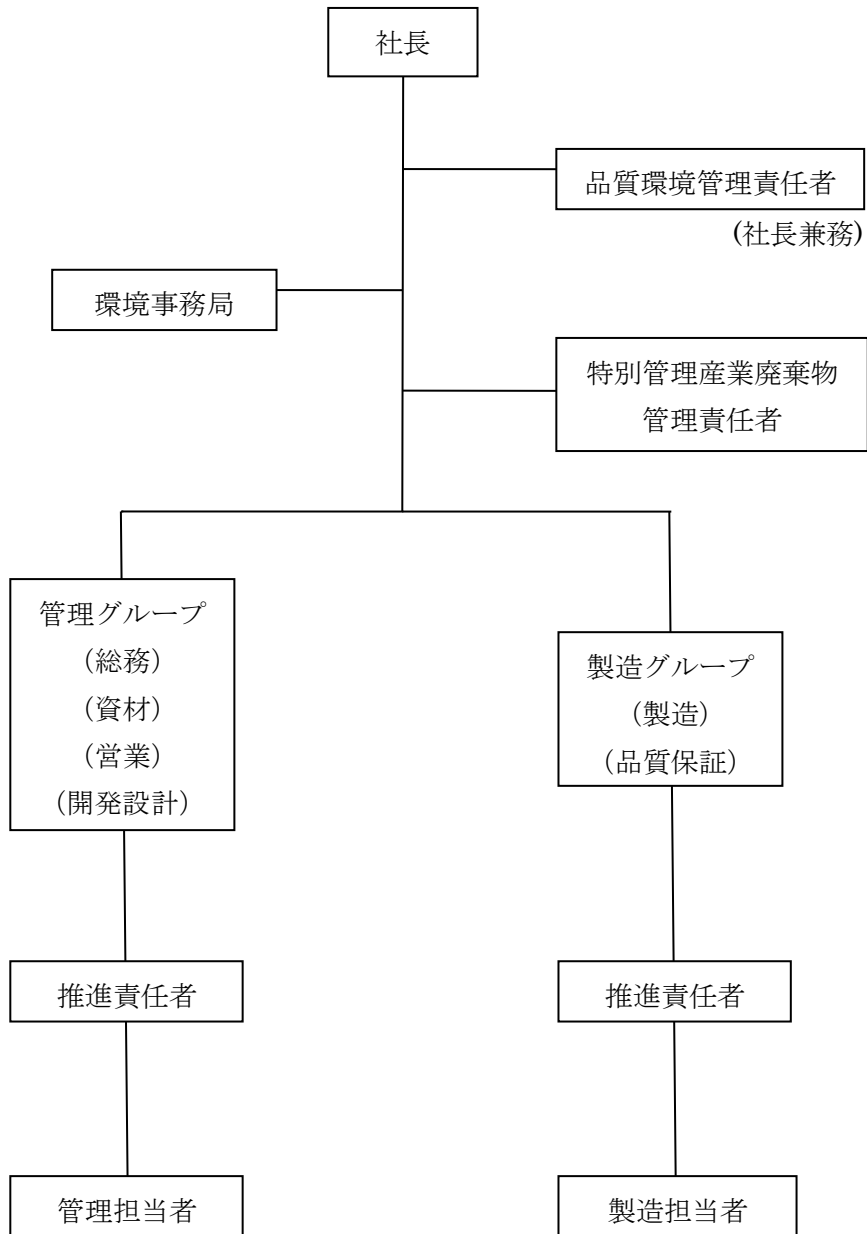 社長
品質環境管理責任者
(社長兼務)
環境事務局
特別管理産業廃棄物
管理責任者
管理グループ
（総務）
（資材）
（営業）
（開発設計）
製造グループ
（製造）
（品質保証）
推進責任者
推進責任者
管理担当者
製造担当者